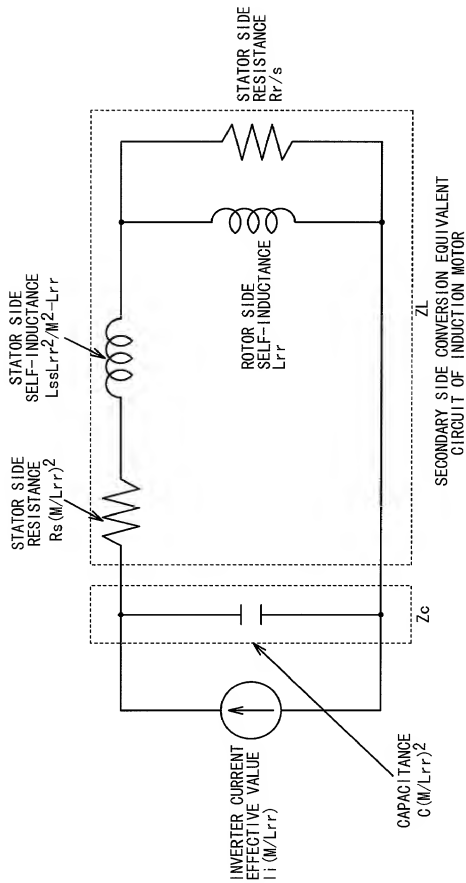 STATOR SIDE
RESISTANCE
Rs(M/Lrr)²
STATOR SIDE
SELF-INDUCTANCE
LssLrr²/M²-Lrr
INVERTER CURRENT
EFFECTIVE VALUE
Ii(M/Lrr)
ROTOR SIDE
SELF-INDUCTANCE
Lrr
STATOR SIDE
RESISTANCE
Rr/s
CAPACITANCE
C(M/Lrr)²
Zc
ZL
SECONDARY SIDE CONVERSION EQUIVALENT
CIRCUIT OF INDUCTION MOTOR